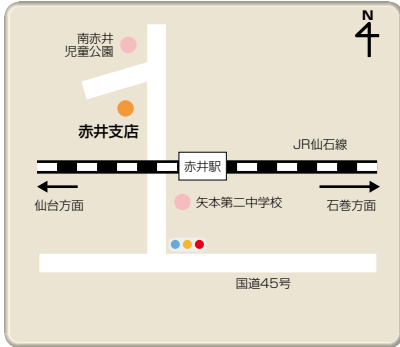 N
南赤井
児童公園
赤井支店
JR仙石線
赤井駅
仙台方面
矢本第二中学校
石巻方面
国道45号